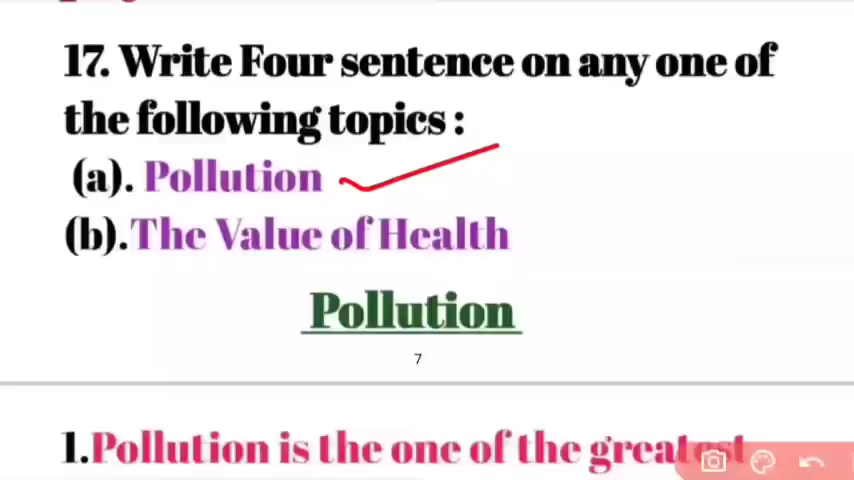 17. Write Four sentence on any one of
the following topics :
(a). Pollution
(b).The Value of Health
Pollution
7
1.Pollution is the one of the greatest